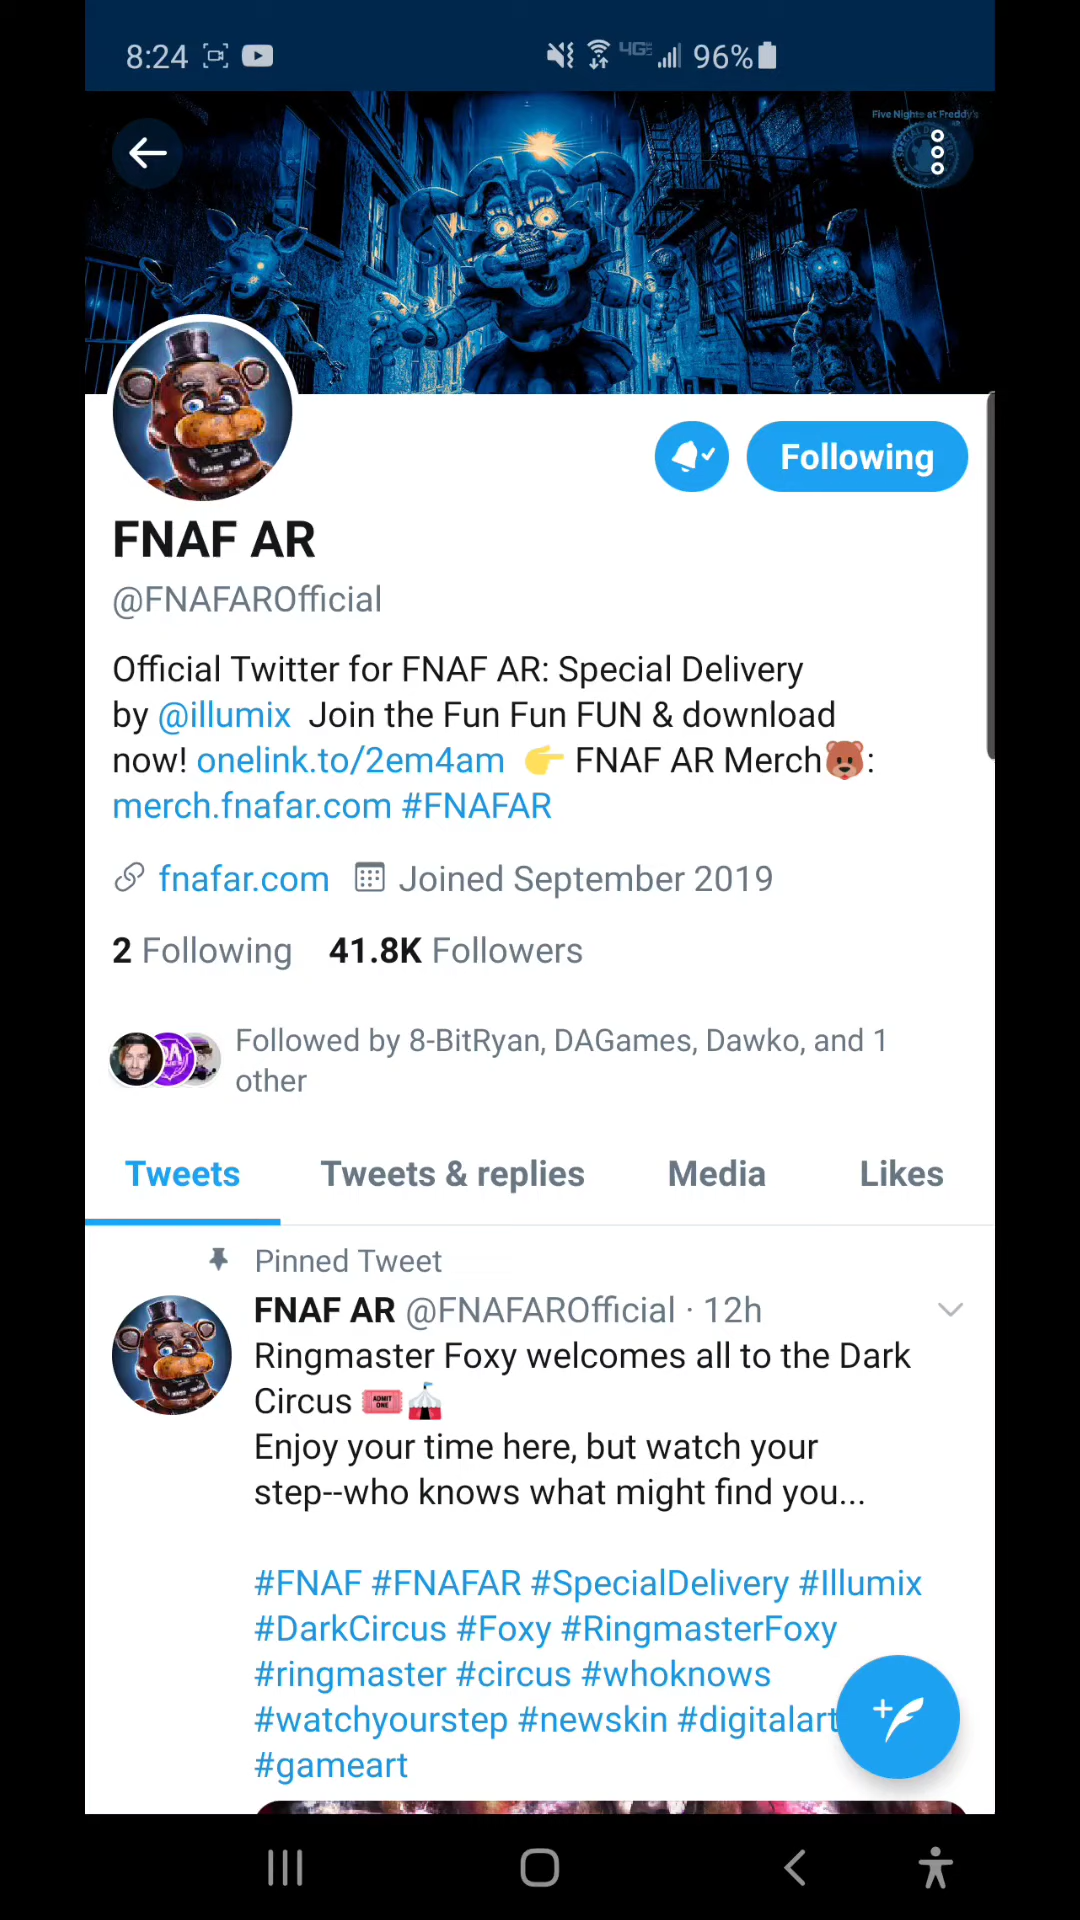 8:24
4GE 96%
Five Nights at Freddy's
Following
FNAF AR
@FNAFAROfficial
Official Twitter for FNAF AR: Special Delivery
by @illumix Join the Fun Fun FUN & download
now! onelink.to/2em4am 👉 FNAF AR Merch🐻:
merch.fnafar.com #FNAFAR
fnafar.com Joined September 2019
2 Following 41.8K Followers
Followed by 8-BitRyan, DAGames, Dawko, and 1
other
Tweets Tweets & replies Media Likes
Pinned Tweet
FNAF AR @FNAFAROfficial · 12h
Ringmaster Foxy welcomes all to the Dark
Circus 🎟️🎪
Enjoy your time here, but watch your
step--who knows what might find you...
#FNAF #FNAFAR #SpecialDelivery #Illumix
#DarkCircus #Foxy #RingmasterFoxy
#ringmaster #circus #whoknows
#watchyourstep #newskin #digitalart
#gameart